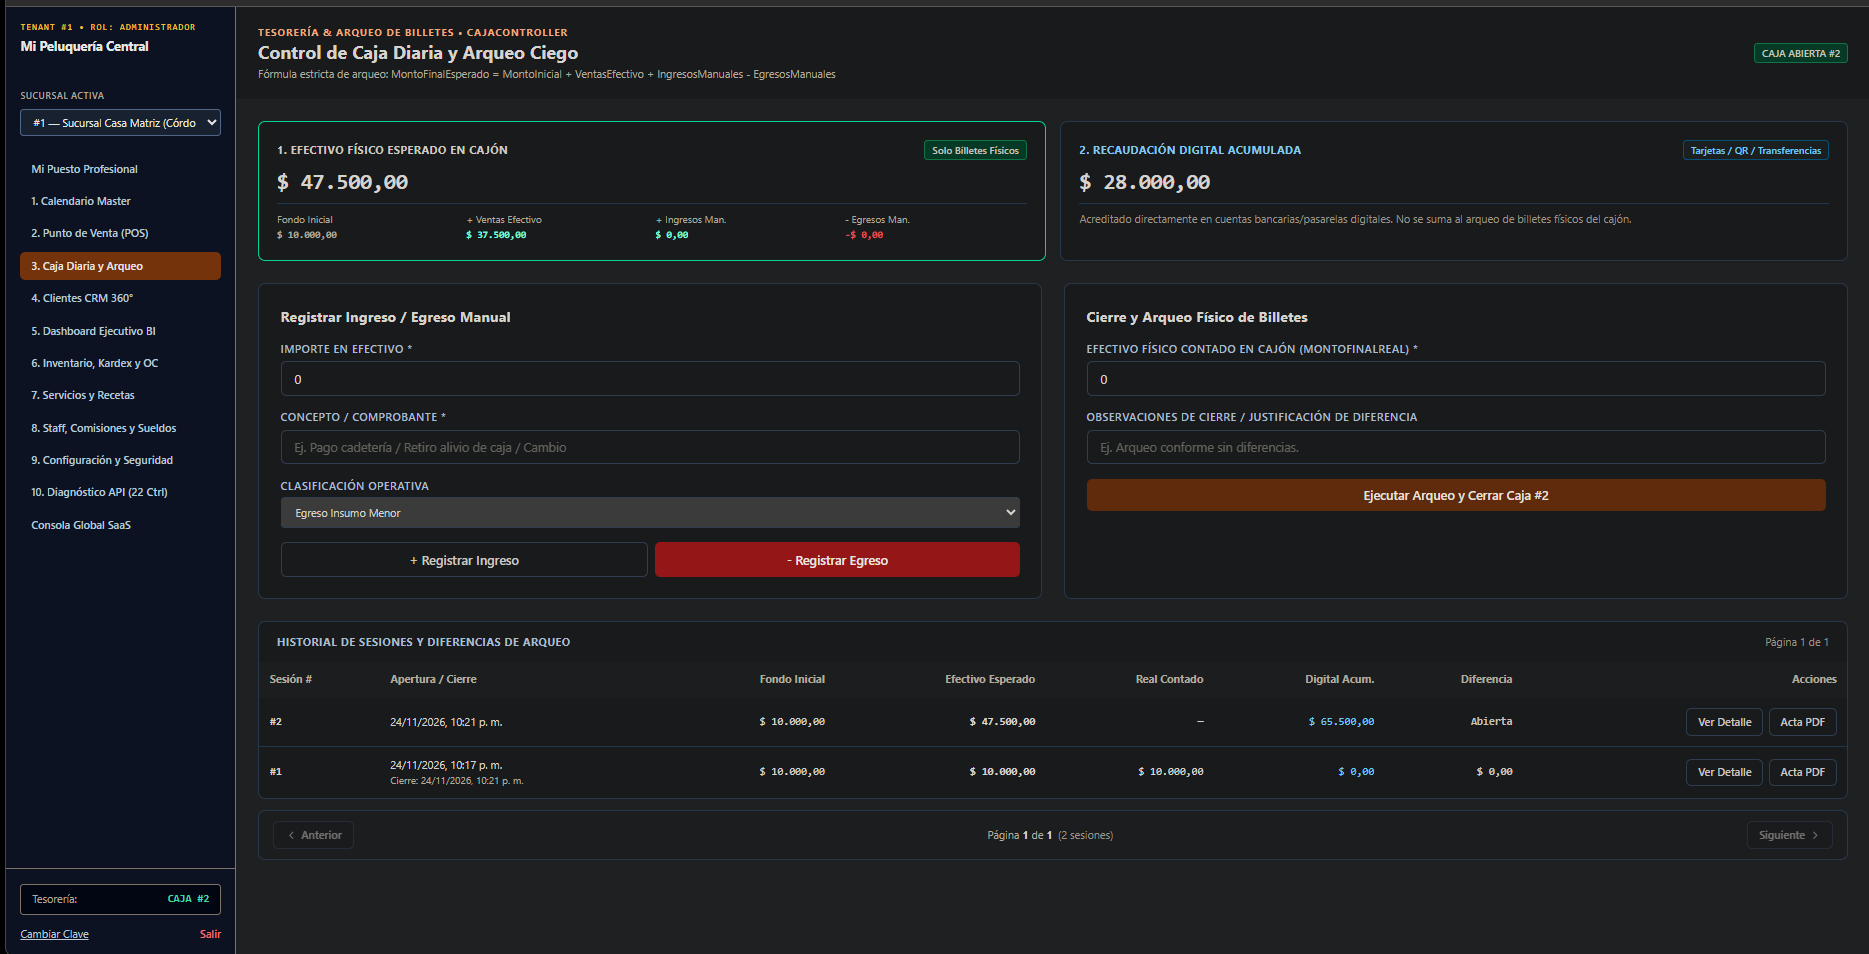 TENANT #1 • ROL: ADMINISTRADOR
Mi Peluquería Central
SUCURSAL ACTIVA
#1 — Sucursal Casa Matriz (Córdo
Mi Puesto Profesional
1. Calendario Master
2. Punto de Venta (POS)
3. Caja Diaria y Arqueo
4. Clientes CRM 360°
5. Dashboard Ejecutivo BI
6. Inventario, Kardex y OC
7. Servicios y Recetas
8. Staff, Comisiones y Sueldos
9. Configuración y Seguridad
10. Diagnóstico API (22 Ctrl)
Consola Global SaaS
Tesorería: CAJA #2
Cambiar Clave Salir
TESORERÍA & ARQUEO DE BILLETES • CAJACONTROLLER
Control de Caja Diaria y Arqueo Ciego
Fórmula estricta de arqueo: MontoFinalEsperado = MontoInicial + VentasEfectivo + IngresosManuales - EgresosManuales
CAJA ABIERTA #2
1. EFECTIVO FÍSICO ESPERADO EN CAJÓN
Solo Billetes Físicos
$ 47.500,00
Fondo Inicial + Ventas Efectivo + Ingresos Man. - Egresos Man.
$ 10.000,00 $ 37.500,00 $ 0,00 -$ 0,00
2. RECAUDACIÓN DIGITAL ACUMULADA
Tarjetas / QR / Transferencias
$ 28.000,00
Acreditado directamente en cuentas bancarias/pasarelas digitales. No se suma al arqueo de billetes físicos del cajón.
Registrar Ingreso / Egreso Manual
IMPORTE EN EFECTIVO *
0
CONCEPTO / COMPROBANTE *
Ej. Pago cadetería / Retiro alivio de caja / Cambio
CLASIFICACIÓN OPERATIVA
Egreso Insumo Menor
+ Registrar Ingreso - Registrar Egreso
Cierre y Arqueo Físico de Billetes
EFECTIVO FÍSICO CONTADO EN CAJÓN (MONTOFINALREAL) *
0
OBSERVACIONES DE CIERRE / JUSTIFICACIÓN DE DIFERENCIA
Ej. Arqueo conforme sin diferencias.
Ejecutar Arqueo y Cerrar Caja #2
HISTORIAL DE SESIONES Y DIFERENCIAS DE ARQUEO Página 1 de 1
Sesión # Apertura / Cierre Fondo Inicial Efectivo Esperado Real Contado Digital Acum. Diferencia Acciones
#2 24/11/2026, 10:21 p. m. $ 10.000,00 $ 47.500,00 — $ 65.500,00 Abierta Ver Detalle Acta PDF
#1 24/11/2026, 10:17 p. m. $ 10.000,00 $ 10.000,00 $ 10.000,00 $ 0,00 $ 0,00 Ver Detalle Acta PDF
Cierre: 24/11/2026, 10:21 p. m.
‹ Anterior Página 1 de 1 (2 sesiones) Siguiente ›